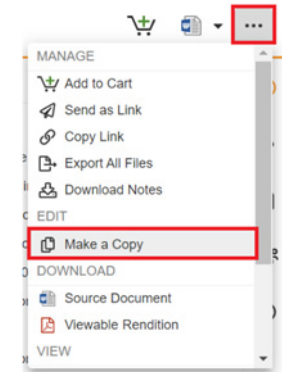 MANAGE
Add to Cart
Send as Link
Copy Link
Export All Files
Download Notes
EDIT
Make a Copy
DOWNLOAD
Source Document
Viewable Rendition
VIEW